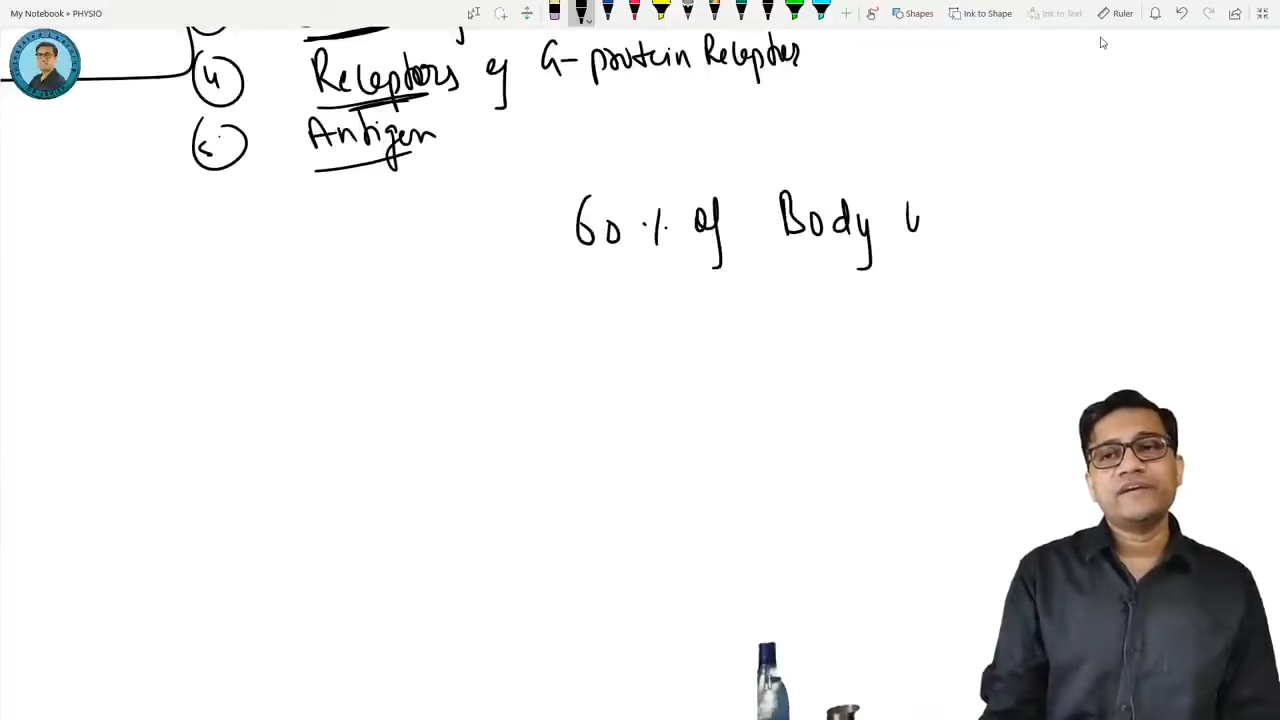 My Notebook » PHYSIO
Shapes
Ink to Shape
Ink to Text
Ruler
4 Receptors of G-protein Receptor
5 Antigen
60 % of Body